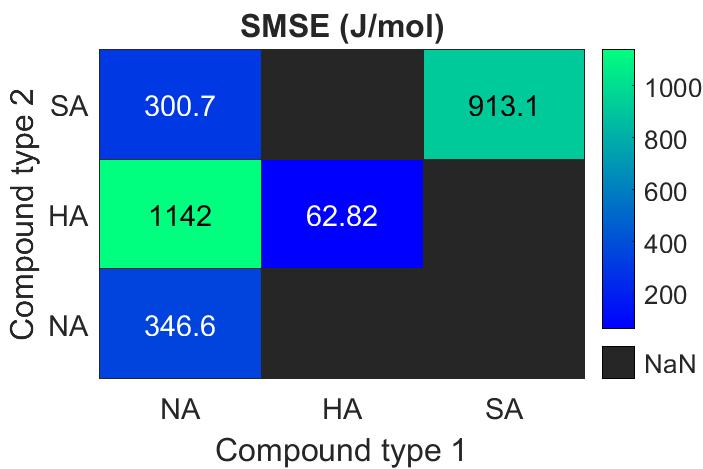 SMSE (J/mol)
Compound type 2
SA
300.7
913.1
HA
1142
62.82
NA
346.6
NA
HA
SA
Compound type 1
1000
800
600
400
200
NaN